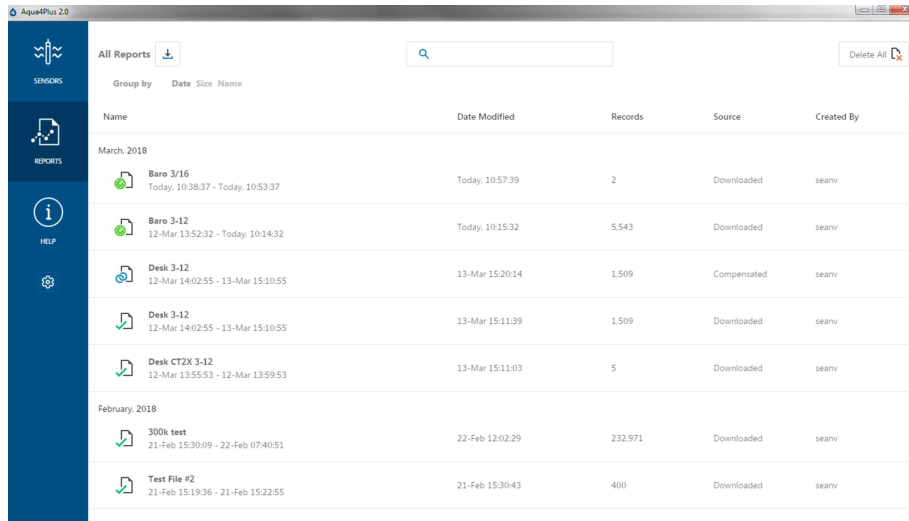 Aqua4Plus 2.0
SENSORS
REPORTS
i
HELP
All Reports
Delete All
Group by Date Size Name
Name Date Modified Records Source Created By
March, 2018
Baro 3/16
Today, 10:38:37 - Today, 10:53:37 Today, 10:57:39 2 Downloaded seanv
Baro 3-12
12-Mar 13:52:32 - Today, 10:14:32 Today, 10:15:32 5,543 Downloaded seanv
Desk 3-12
12-Mar 14:02:55 - 13-Mar 15:10:55 13-Mar 15:20:14 1,509 Compensated seanv
Desk 3-12
12-Mar 14:02:55 - 13-Mar 15:10:55 13-Mar 15:11:39 1,509 Downloaded seanv
Desk CT2X 3-12
12-Mar 13:55:53 - 12-Mar 13:59:53 13-Mar 15:11:03 5 Downloaded seanv
February, 2018
300k test
21-Feb 15:30:09 - 22-Feb 07:40:51 22-Feb 12:02:29 232,971 Downloaded seanv
Test File #2
21-Feb 15:19:36 - 21-Feb 15:22:55 21-Feb 15:30:43 400 Downloaded seanv